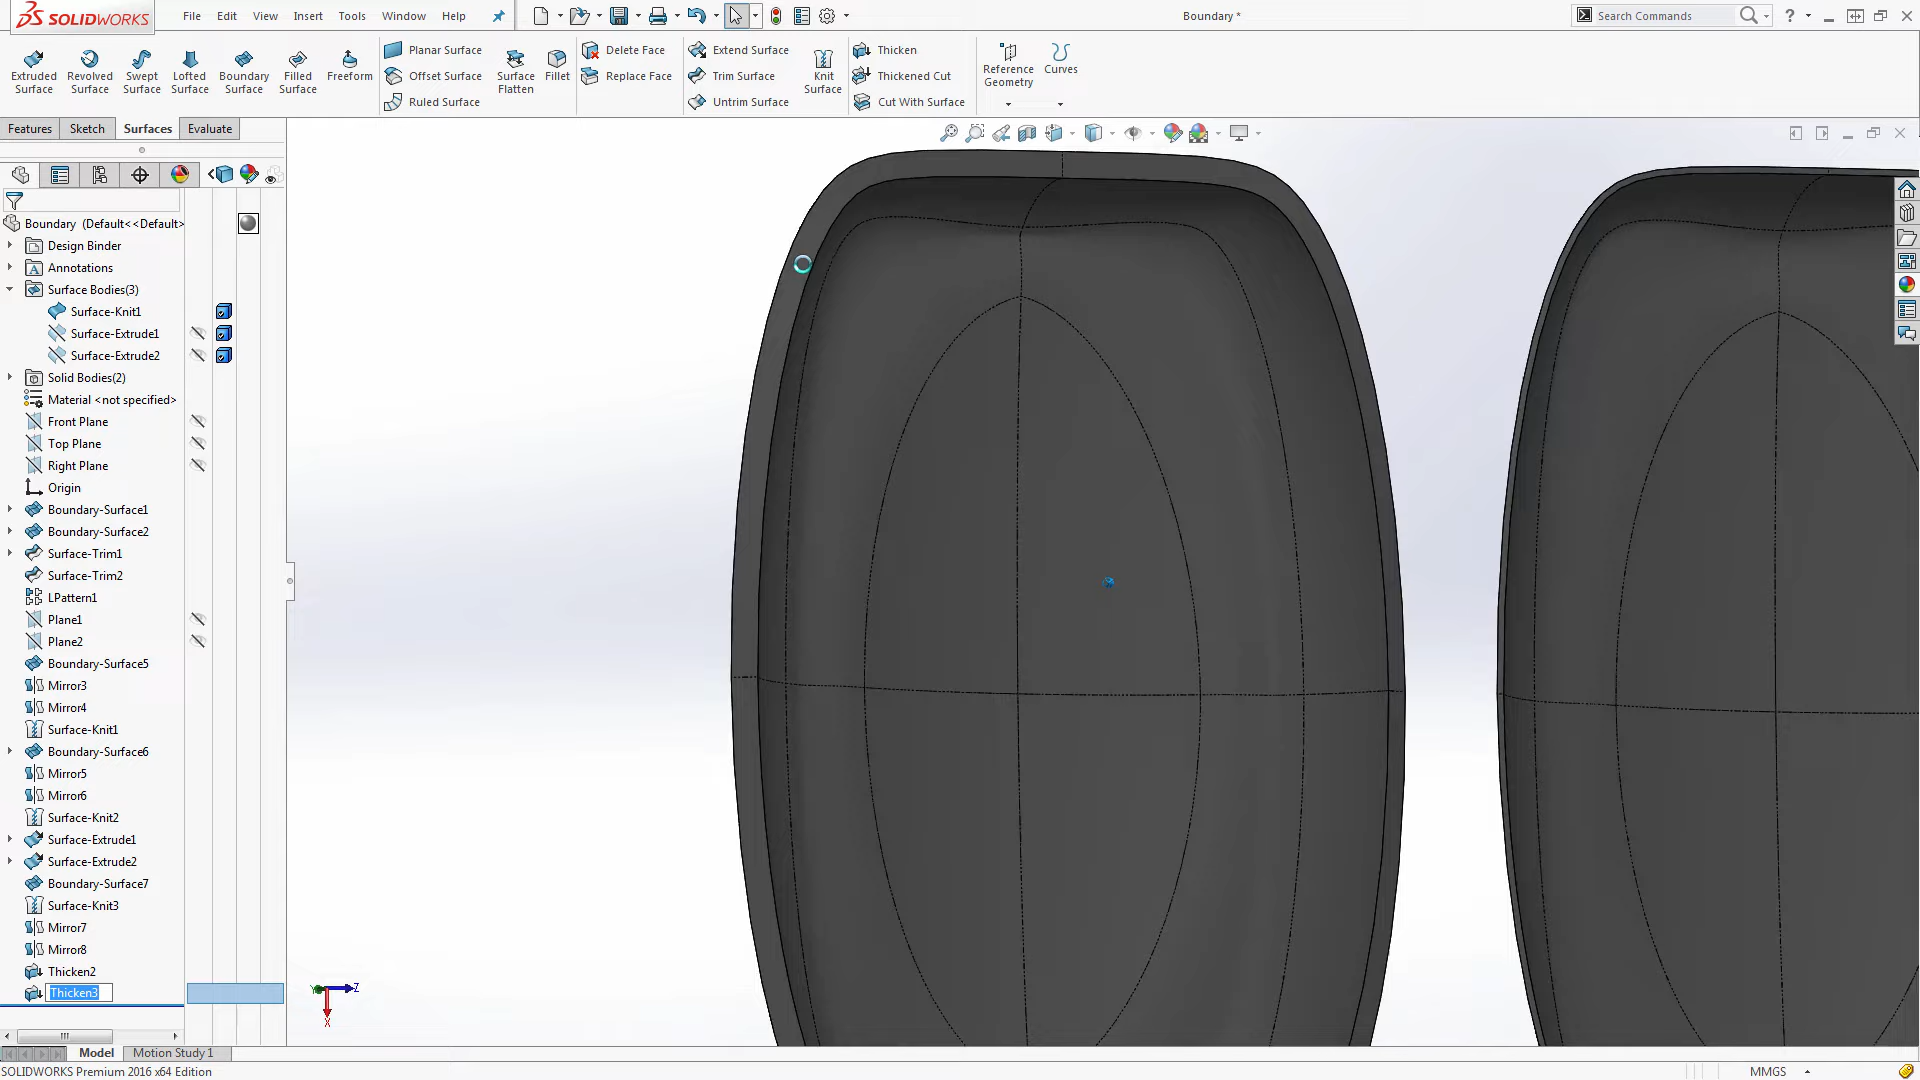 SOLIDWORKS
File Edit View Insert Tools Window Help
Boundary *
Search Commands
Extruded Surface
Revolved Surface
Swept Surface
Lofted Surface
Boundary Surface
Filled Surface
Freeform
Planar Surface
Offset Surface
Ruled Surface
Surface Flatten
Fillet
Delete Face
Replace Face
Extend Surface
Trim Surface
Untrim Surface
Knit Surface
Thicken
Thickened Cut
Cut With Surface
Reference Geometry
Curves
Features Sketch Surfaces Evaluate
Boundary (Default<<Default>
Design Binder
Annotations
Surface Bodies(3)
Surface-Knit1
Surface-Extrude1
Surface-Extrude2
Solid Bodies(2)
Material <not specified>
Front Plane
Top Plane
Right Plane
Origin
Boundary-Surface1
Boundary-Surface2
Surface-Trim1
Surface-Trim2
LPattern1
Plane1
Plane2
Boundary-Surface5
Mirror3
Mirror4
Surface-Knit1
Boundary-Surface6
Mirror5
Mirror6
Surface-Knit2
Surface-Extrude1
Surface-Extrude2
Boundary-Surface7
Surface-Knit3
Mirror7
Mirror8
Thicken2
Thicken3
Y Z
X
Model Motion Study 1
SOLIDWORKS Premium 2016 x64 Edition
MMGS